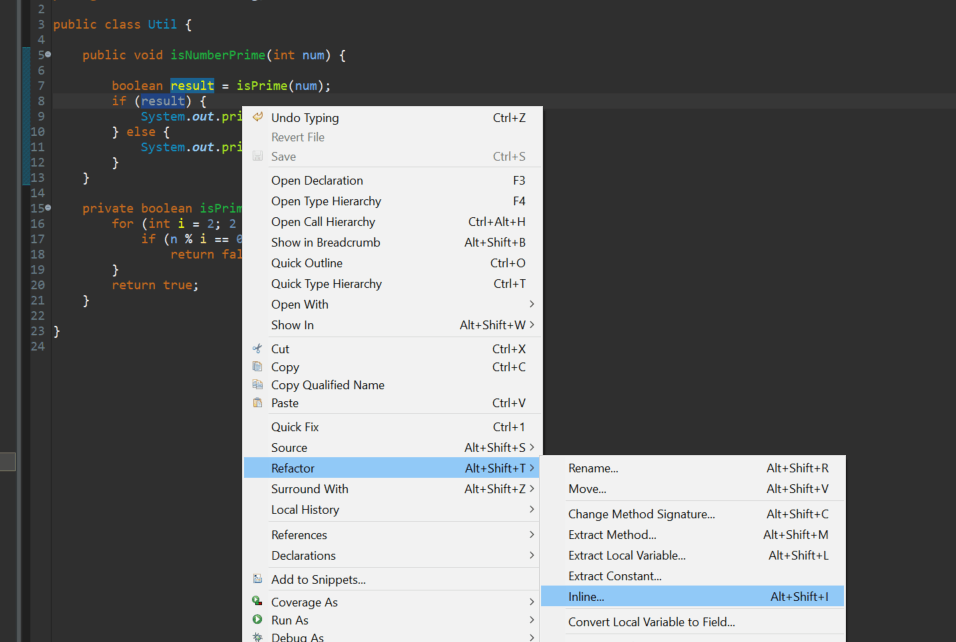 2
3 public class Util {
4
5 public void isNumberPrime(int num) {
6
7 boolean result = isPrime(num);
8 if (result) {
9 System.out.pri
10 } else {
11 System.out.pri
12 }
13 }
14
15 private boolean isPrim
16 for (int i = 2; 2
17 if (n % i == 0
18 return fal
19 }
20 return true;
21 }
22
23 }
24
Undo Typing Ctrl+Z
Revert File
Save Ctrl+S
Open Declaration F3
Open Type Hierarchy F4
Open Call Hierarchy Ctrl+Alt+H
Show in Breadcrumb Alt+Shift+B
Quick Outline Ctrl+O
Quick Type Hierarchy Ctrl+T
Open With >
Show In Alt+Shift+W >
Cut Ctrl+X
Copy Ctrl+C
Copy Qualified Name
Paste Ctrl+V
Quick Fix Ctrl+1
Source Alt+Shift+S >
Refactor Alt+Shift+T >
Surround With Alt+Shift+Z >
Local History >
References >
Declarations >
Add to Snippets...
Coverage As >
Run As >
Debug As >
Rename... Alt+Shift+R
Move... Alt+Shift+V
Change Method Signature... Alt+Shift+C
Extract Method... Alt+Shift+M
Extract Local Variable... Alt+Shift+L
Extract Constant...
Inline... Alt+Shift+I
Convert Local Variable to Field...